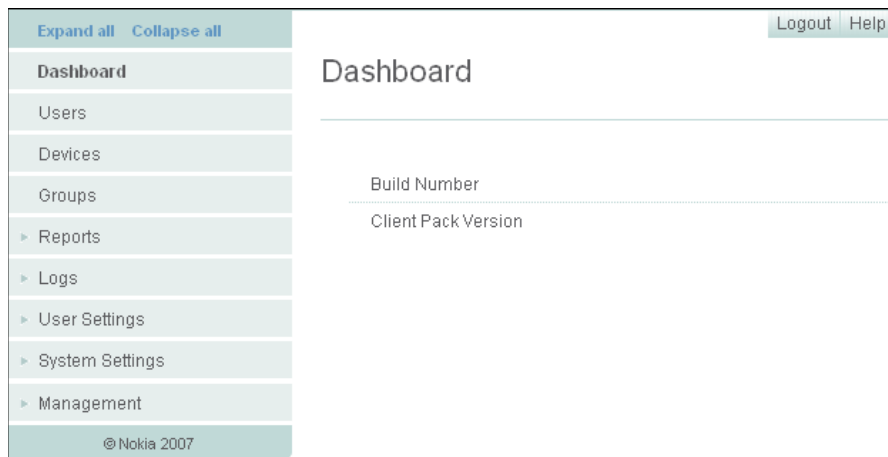 Expand all Collapse all
Logout Help
Dashboard
Dashboard
Users
Devices
Groups
Reports
Logs
User Settings
System Settings
Management
© Nokia 2007
Build Number
Client Pack Version